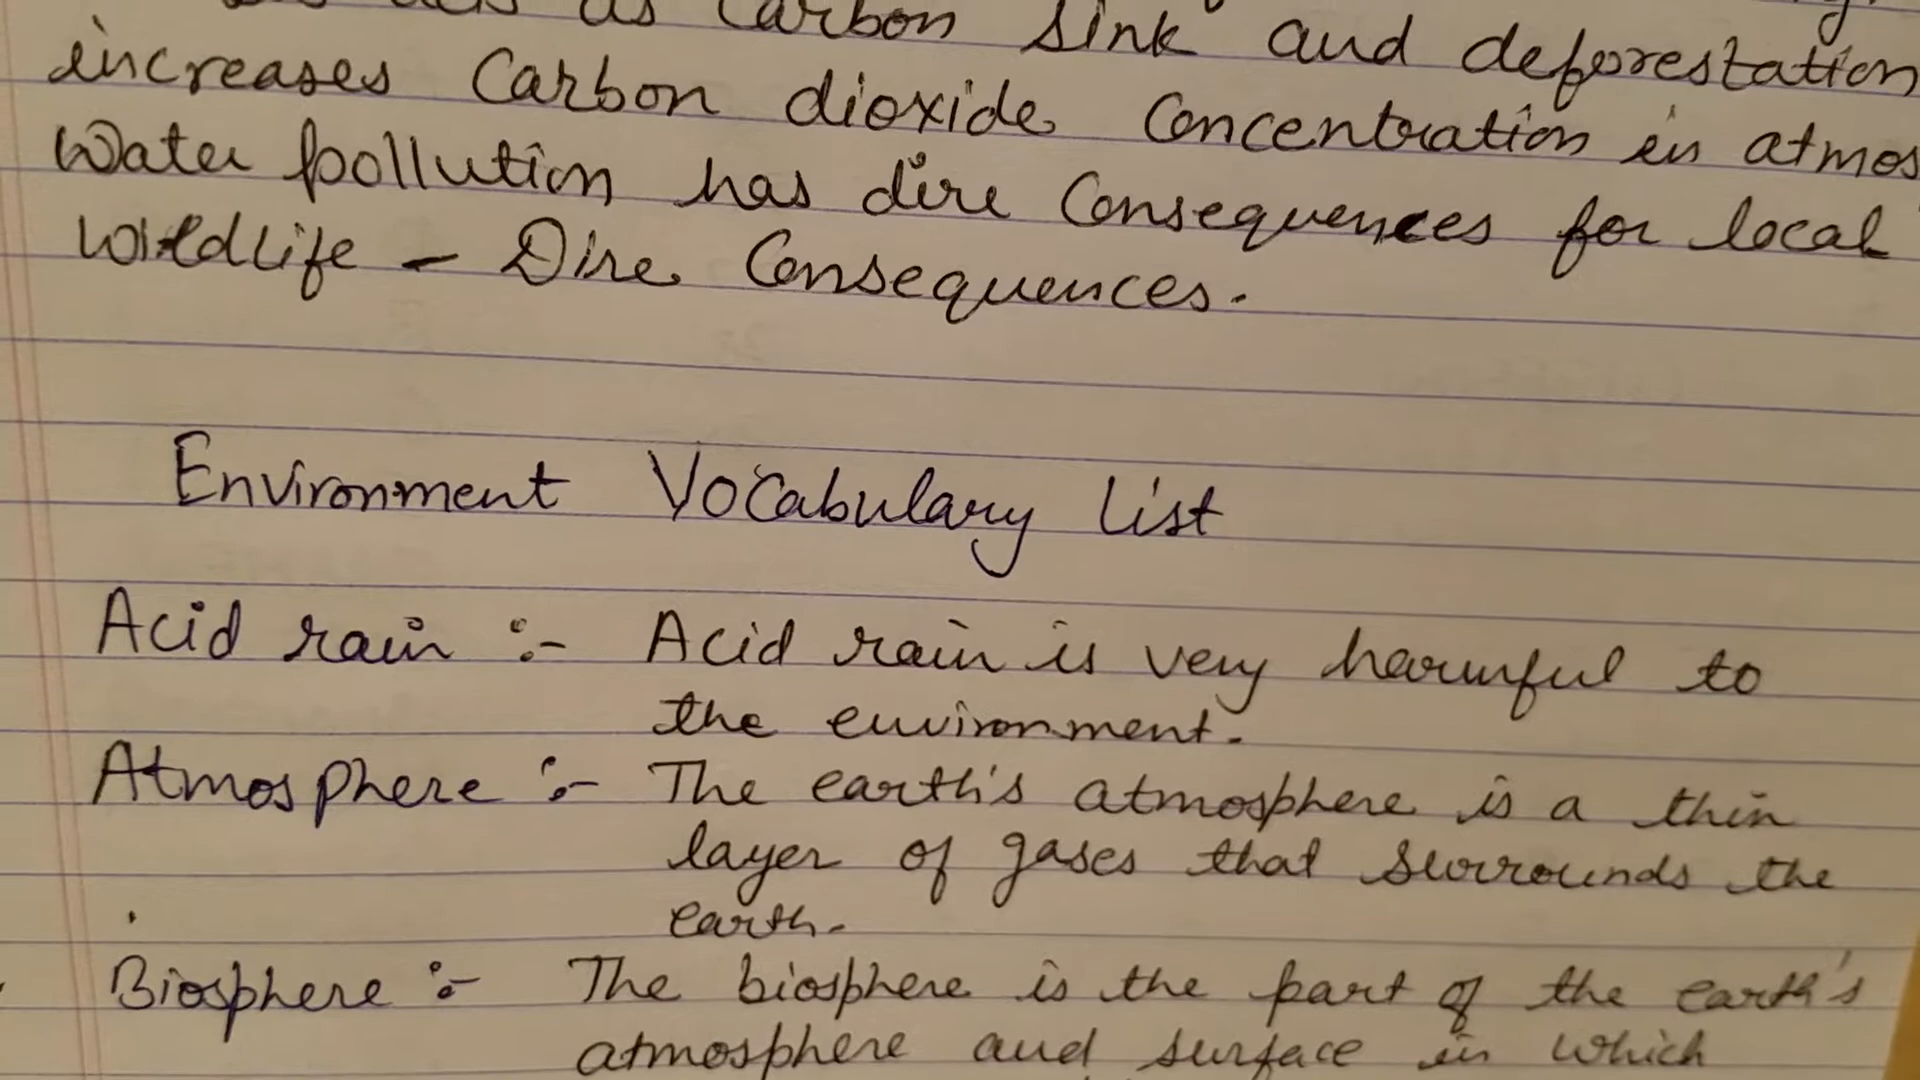 as Carbon Sink and deforestation
increases Carbon dioxide Concentration in atmos
Water pollution has dire Consequences for local
Wildlife - Dire Consequences.
Environment Vocabulary List
Acid rain :- Acid rain is very harmful to
the environment.
Atmosphere :- The earth's atmosphere is a thin
layer of gases that surrounds the
earth.
Biosphere :- The biosphere is the part of the earth's
atmosphere and surface in which